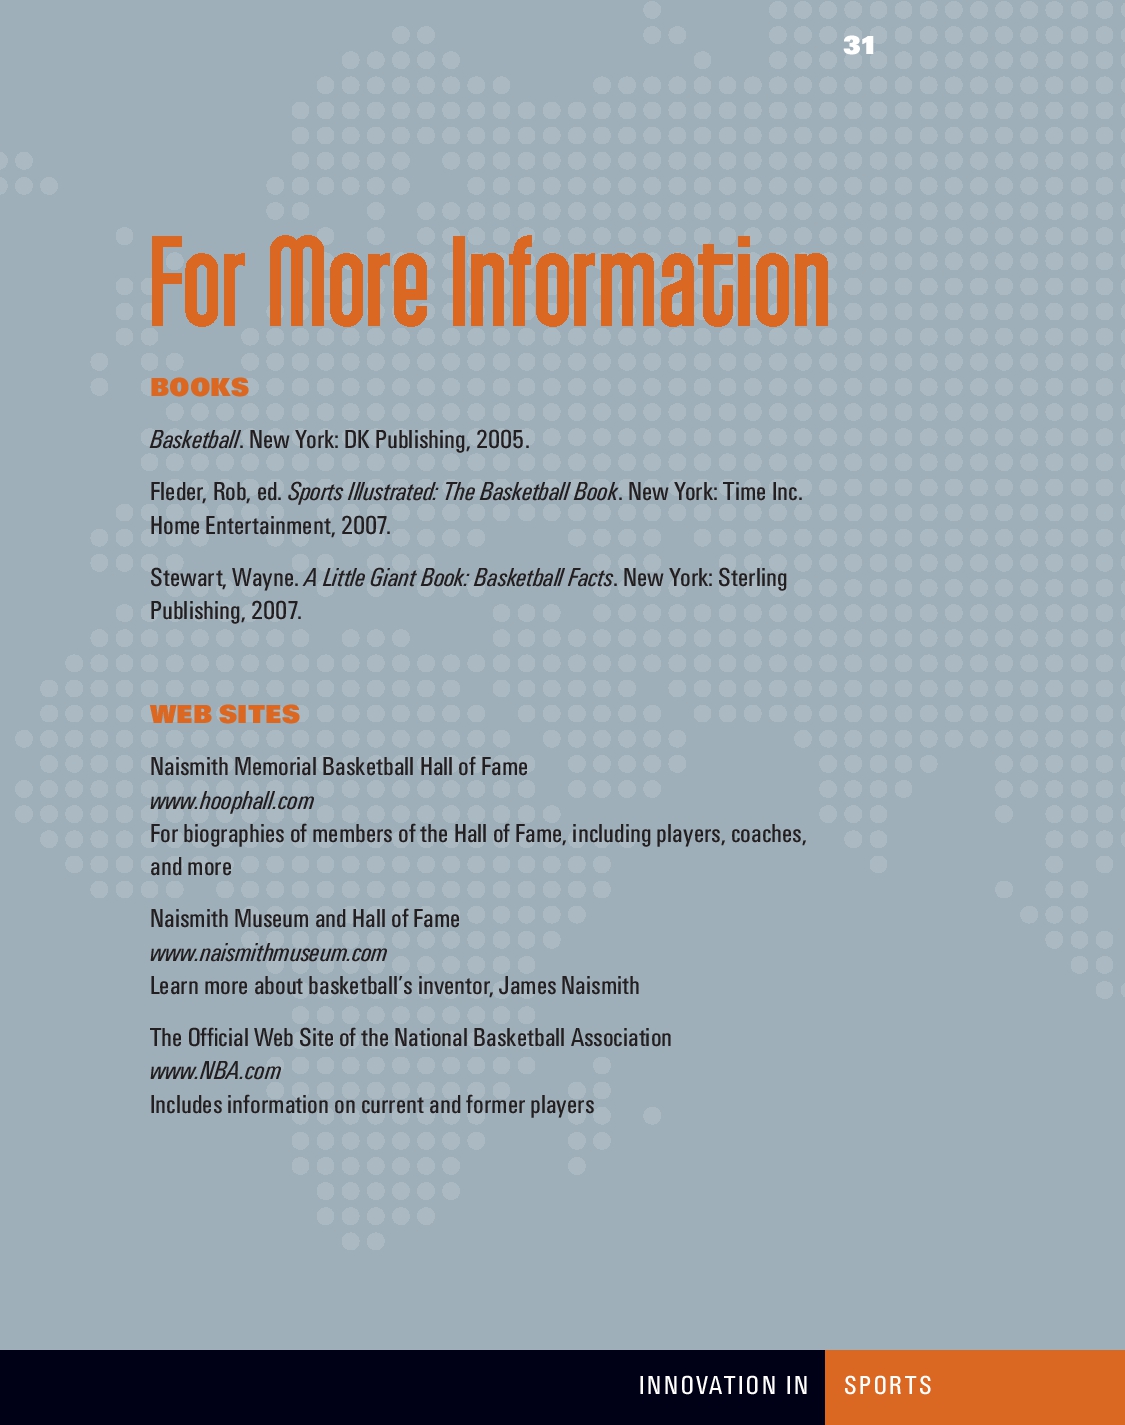 31
For More Information
BOOKS
Basketball. New York: DK Publishing, 2005.
Fleder, Rob, ed. Sports Illustrated: The Basketball Book. New York: Time Inc.
Home Entertainment, 2007.
Stewart, Wayne. A Little Giant Book: Basketball Facts. New York: Sterling
Publishing, 2007.
WEB SITES
Naismith Memorial Basketball Hall of Fame
www.hoophall.com
For biographies of members of the Hall of Fame, including players, coaches,
and more
Naismith Museum and Hall of Fame
www.naismithmuseum.com
Learn more about basketball's inventor, James Naismith
The Official Web Site of the National Basketball Association
www.NBA.com
Includes information on current and former players
INNOVATION IN SPORTS